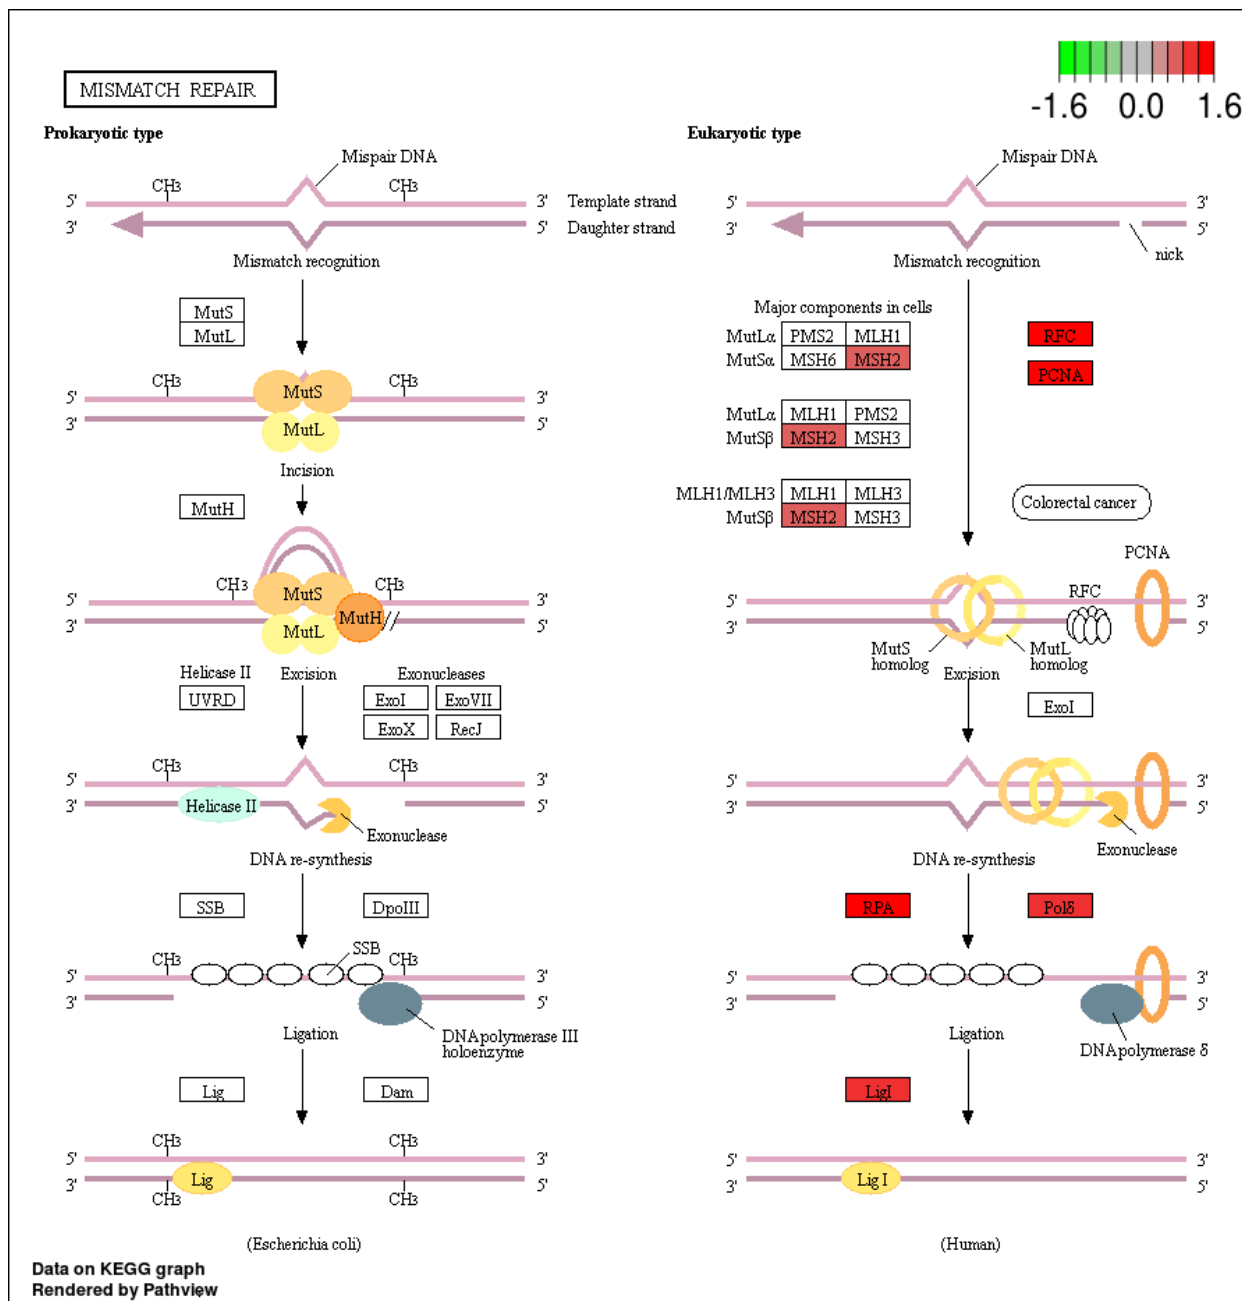 -1.6 0.0 1.6
MISMATCH REPAIR
Prokaryotic type
Mispair DNA
CH3
CH3
5'
3'
Template strand
3'
5'
Daughter strand
Mismatch recognition
MutS
MutL
CH3
CH3
5'
3'
MutS
3'
5'
MutL
Incision
MutH
CH3
CH3
5'
3'
MutS
MutH
3'
5'
MutL
Helicase II
Excision
Exonucleases
UVRD
ExoI
ExoVII
ExoX
RecJ
CH3
CH3
5'
3'
3'
Helicase II
5'
Exonuclease
DNA re-synthesis
SSB
DpoIII
SSB
CH3
CH3
5'
3'
3'
5'
Ligation
DNA polymerase III
holoenzyme
Lig
Dam
CH3
CH3
5'
3'
3'
Lig
5'
CH3
CH3
(Escherichia coli)
Eukaryotic type
Mispair DNA
5'
3'
3'
5'
nick
Mismatch recognition
Major components in cells
MutLα PMS2 MLH1
MutSα MSH6 MSH2
RFC
PCNA
MutLα MLH1 PMS2
MutSβ MSH2 MSH3
MLH1/MLH3 MLH1 MLH3
MutSβ MSH2 MSH3
Colorectal cancer
PCNA
RFC
5'
3'
3'
5'
MutS
homolog
MutL
homolog
Excision
ExoI
5'
3'
3'
5'
Exonuclease
DNA re-synthesis
RPA
Polδ
5'
3'
3'
5'
Ligation
DNA polymerase δ
LigI
5'
3'
3'
Lig I
5'
(Human)
Data on KEGG graph
Rendered by Pathview